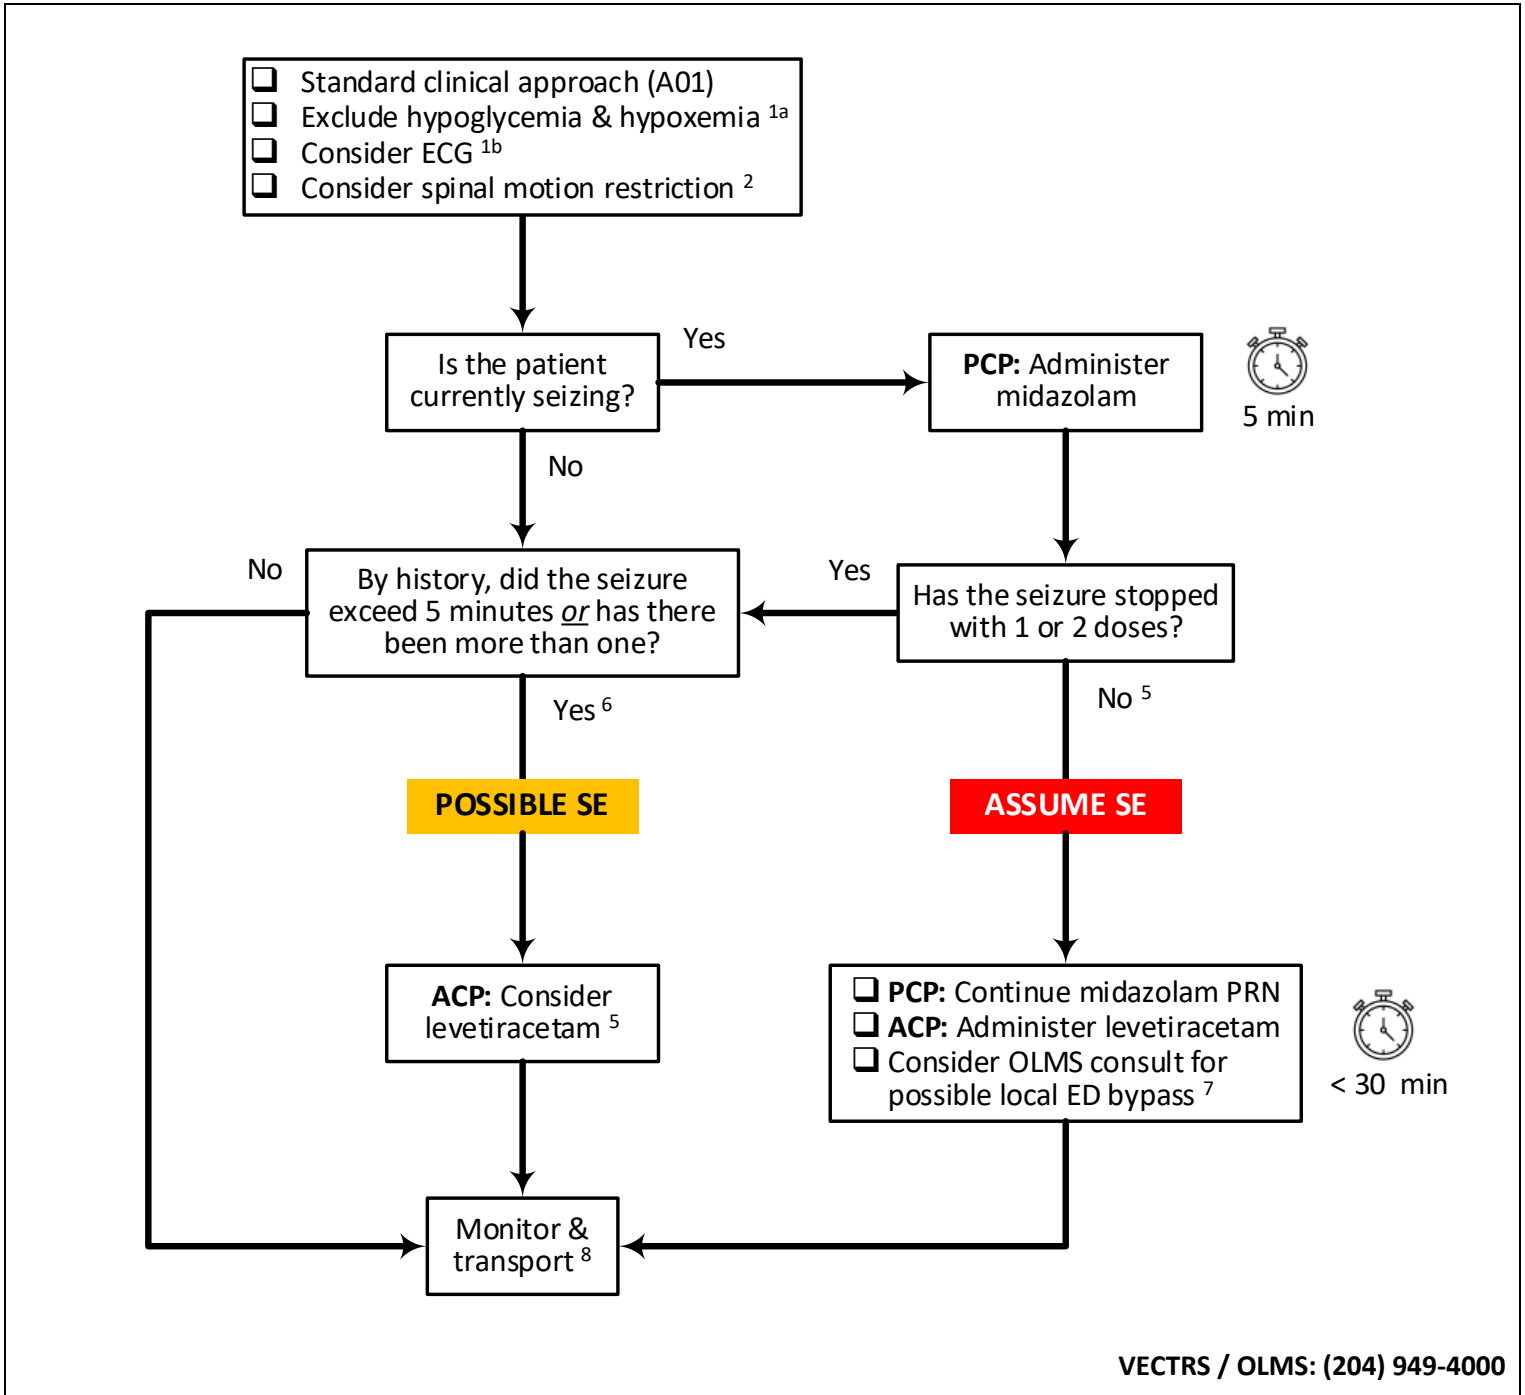 ❑ Standard clinical approach (A01)
❑ Exclude hypoglycemia & hypoxemia 1a
❑ Consider ECG 1b
❑ Consider spinal motion restriction 2
Is the patient
currently seizing?
Yes
PCP: Administer
midazolam
5 min
No
By history, did the seizure
exceed 5 minutes or has there
been more than one?
No
Yes
Has the seizure stopped
with 1 or 2 doses?
Yes 6
No 5
POSSIBLE SE
ASSUME SE
ACP: Consider
levetiracetam 5
❑ PCP: Continue midazolam PRN
❑ ACP: Administer levetiracetam
❑ Consider OLMS consult for
possible local ED bypass 7
< 30 min
Monitor &
transport 8
VECTRS / OLMS: (204) 949-4000